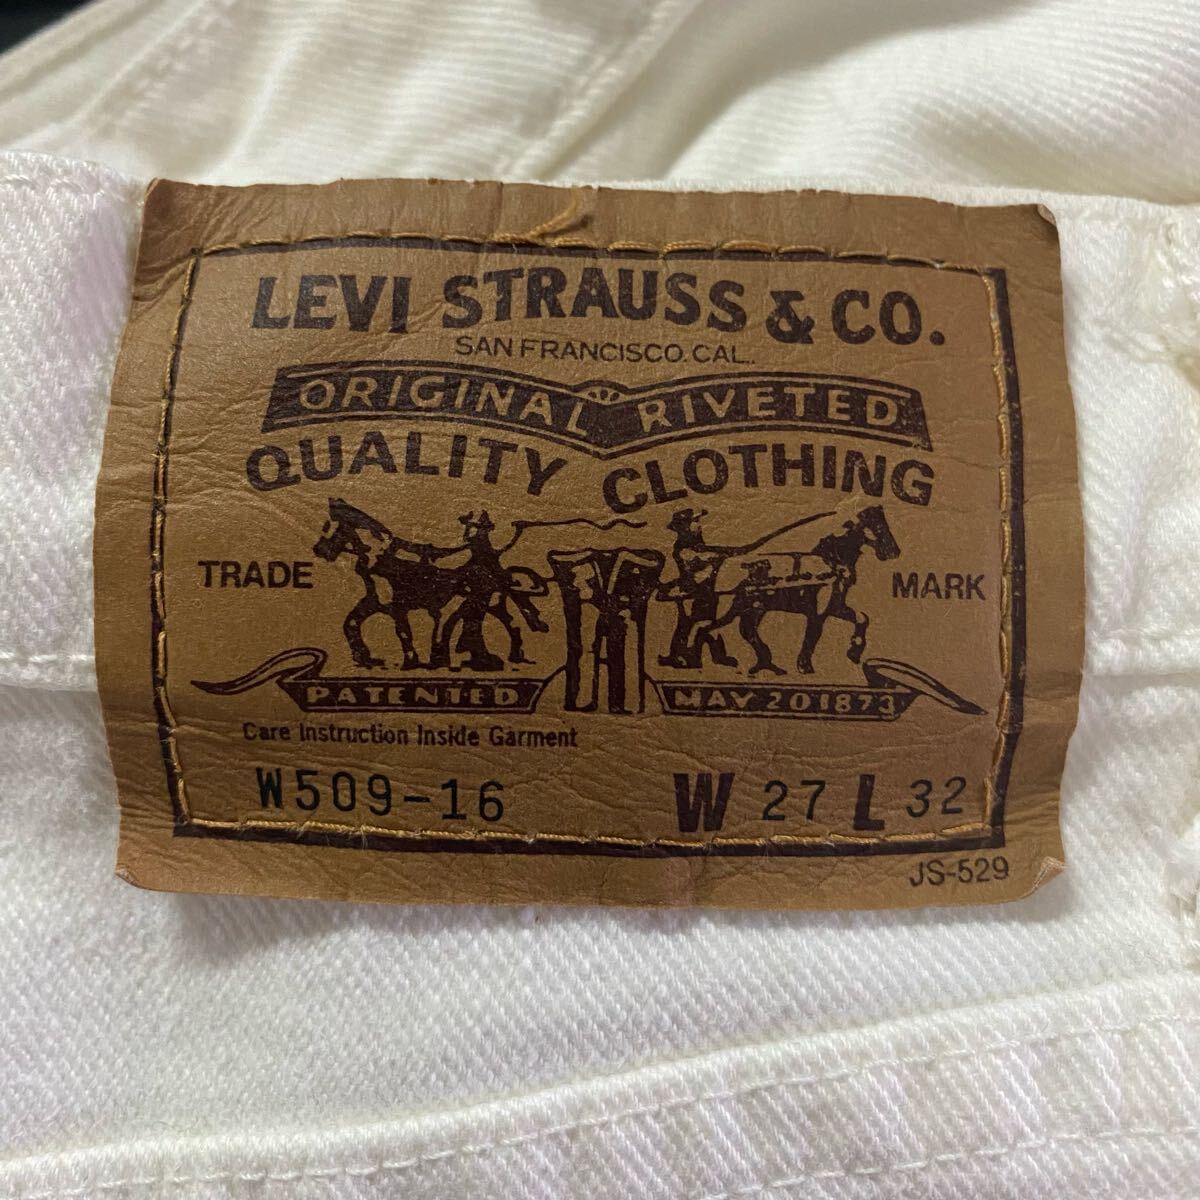 LEVI STRAUSS & CO.
SAN FRANCISCO. CAL.
ORIGINAL RIVETED
QUALITY CLOTHING
TRADE MARK
PATENTED MAY 20 1873
Care Instruction Inside Garment
W509-16 W 27 L 32
JS-529